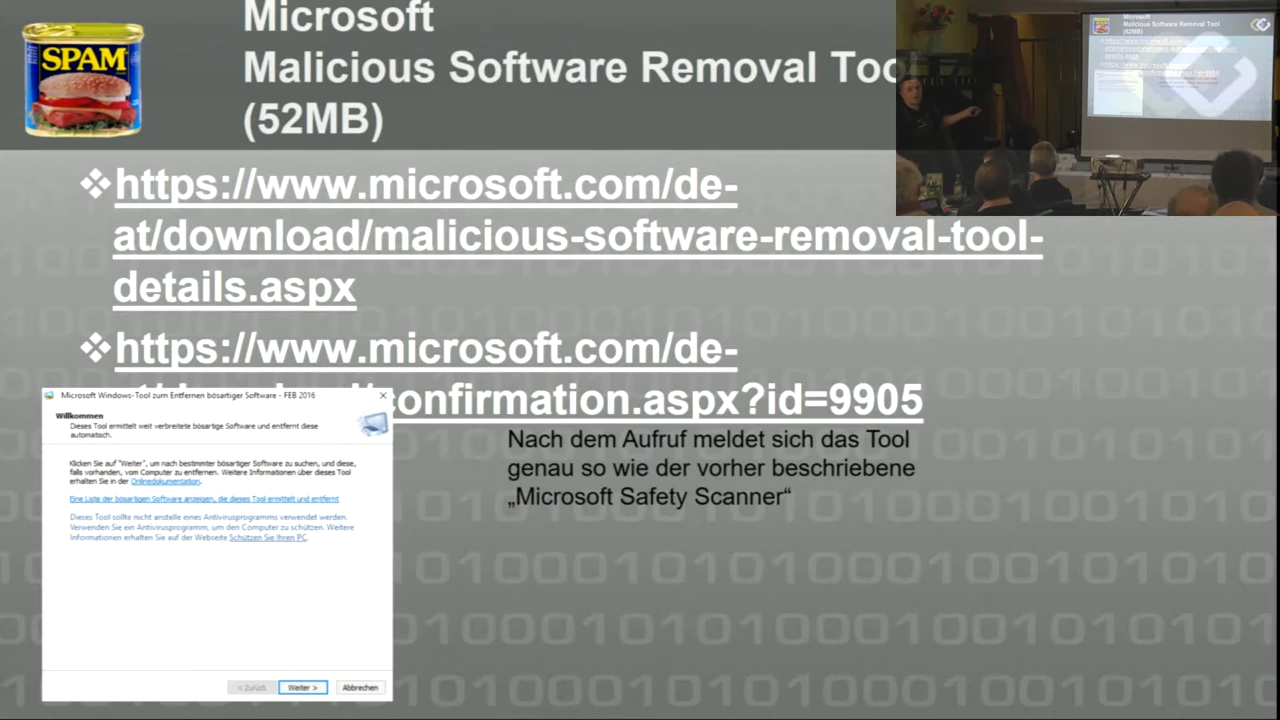 SPAM
Microsoft
Malicious Software Removal Too
(52MB)
❖https://www.microsoft.com/de-
at/download/malicious-software-removal-tool-
details.aspx
❖https://www.microsoft.com/de-
confirmation.aspx?id=9905
Microsoft Windows-Tool zum Entfernen bösartiger Software - FEB 2016
Willkommen
Dieses Tool ermittelt weit verbreitete bösartige Software und entfernt diese
automatisch.
Klicken Sie auf "Weiter", um nach bestimmter bösartiger Software zu suchen, und diese,
falls vorhanden, vom Computer zu entfernen. Weitere Informationen über dieses Tool
erhalten Sie in der Onlinedokumentation.
Eine Liste der bösartigen Software anzeigen, die dieses Tool ermittelt und entfernt
Dieses Tool sollte nicht anstelle eines Antivirusprogramms verwendet werden.
Verwenden Sie ein Antivirusprogramm, um den Computer zu schützen. Weitere
Informationen erhalten Sie auf der Webseite Schützen Sie Ihren PC.
< Zurück
Weiter >
Abbrechen
Nach dem Aufruf meldet sich das Tool
genau so wie der vorher beschriebene
„Microsoft Safety Scanner“
Microsoft
Malicious Software Removal Tool
(52MB)